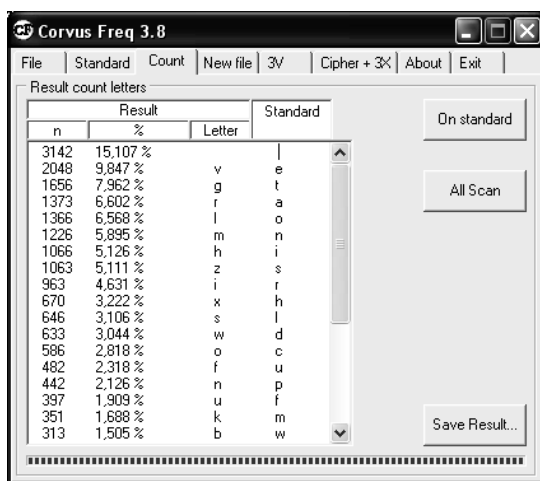 CF Corvus Freq 3.8
File Standard Count New file 3V Cipher + 3X About Exit
Result count letters
Result Standard
n % Letter
On standard
3142 15,107 % |
2048 9,847 % v e
1656 7,962 % g t
1373 6,602 % r a
1366 6,568 % l o
1226 5,895 % m n
1066 5,126 % h i
1063 5,111 % z s
963 4,631 % i r
670 3,222 % x h
646 3,106 % s l
633 3,044 % w d
586 2,818 % o c
482 2,318 % f u
442 2,126 % n p
397 1,909 % u f
351 1,688 % k m
313 1,505 % b w
All Scan
Save Result...